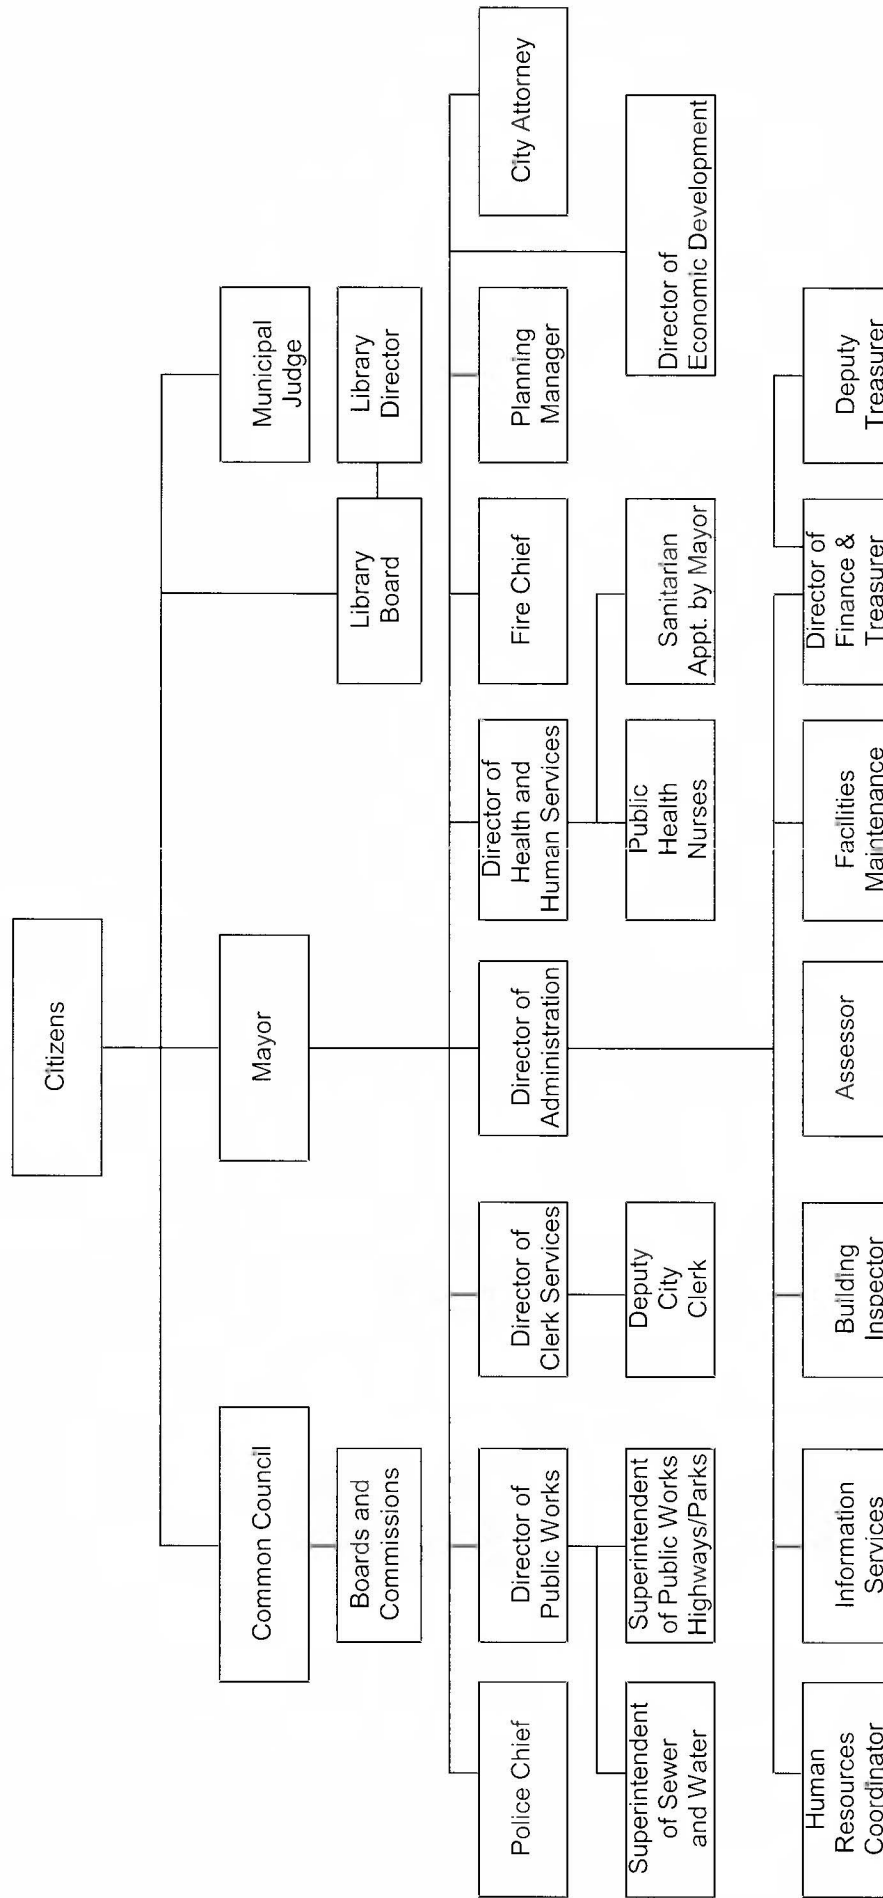 Citizens
Common Council
Mayor
Municipal
Judge
Boards and
Commissions
Library
Board
Library
Director
Police Chief
Director of
Public Works
Director of
Clerk Services
Director of
Administration
Director of
Health and
Human Services
Fire Chief
Planning
Manager
City Attorney
Superintendent
of Sewer
and Water
Superintendent
of Public Works
Highways/Parks
Deputy
City
Clerk
Public
Health
Nurses
Sanitarian
Appt. by Mayor
Director of
Economic Development
Human
Resources
Coordinator
Information
Services
Building
Inspector
Assessor
Facilities
Maintenance
Director of
Finance &
Treasurer
Deputy
Treasurer